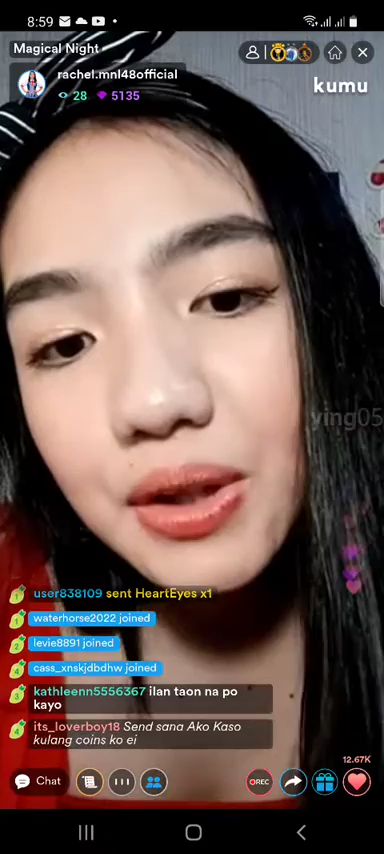 8:59
Magical Night
rachel.mnl48official
28 5135
kumu
ying05
user838109 sent HeartEyes x1
waterhorse2022 joined
levie8891 joined
cass_xnskjdbdhw joined
kathleenn5556367 ilan taon na po
kayo
its_loverboy18 Send sana Ako Kaso
kulang coins ko ei
12.67K
Chat
REC